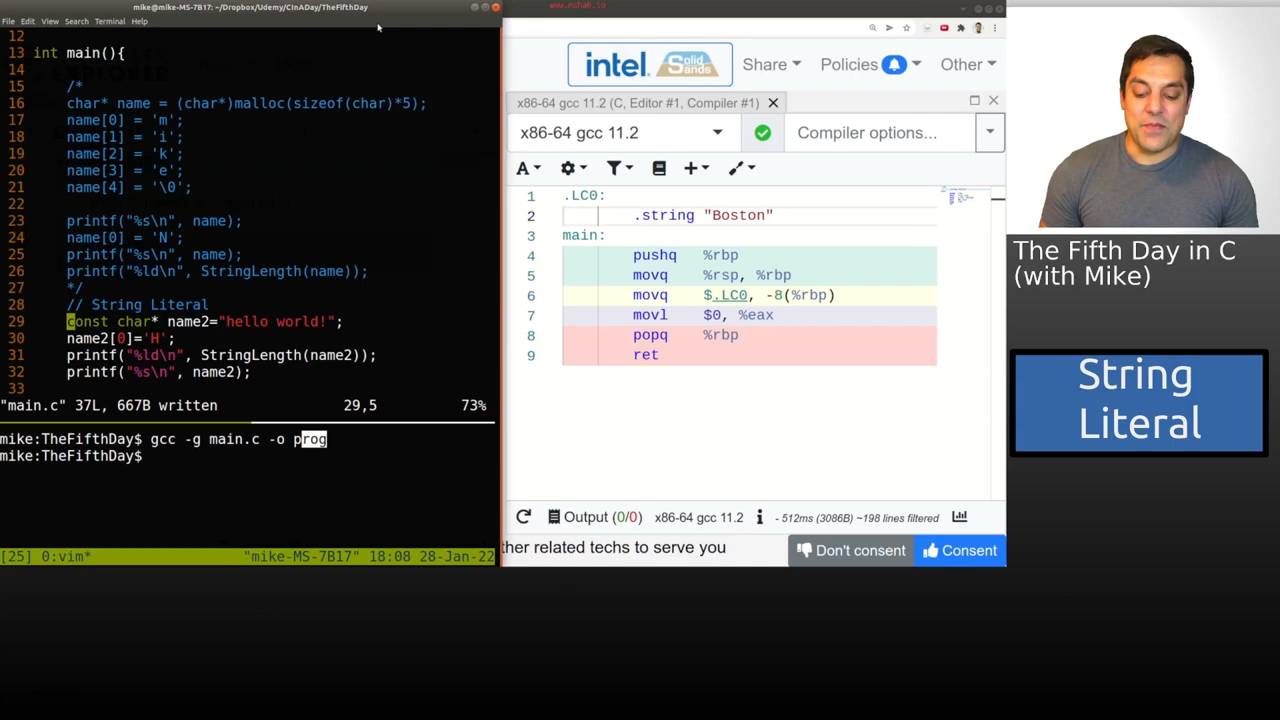 mike@mike-MS-7B17: ~/Dropbox/Udemy/CInADay/TheFifthDay
File Edit View Search Terminal Help
12
13 int main(){
14
15 /*
16 char* name = (char*)malloc(sizeof(char)*5);
17 name[0] = 'm';
18 name[1] = 'i';
19 name[2] = 'k';
20 name[3] = 'e';
21 name[4] = '\0';
22
23 printf("%s\n", name);
24 name[0] = 'N';
25 printf("%s\n", name);
26 printf("%ld\n", StringLength(name));
27 */
28 // String Literal
29 const char* name2="hello world!";
30 name2[0]='H';
31 printf("%ld\n", StringLength(name2));
32 printf("%s\n", name2);
33
"main.c" 37L, 667B written 29,5 73%
mike:TheFifthDay$ gcc -g main.c -o prog
mike:TheFifthDay$
[25] 0:vim* "mike-MS-7B17" 18:08 28-Jan-22
www.mshah.io
intel. Solid Sands Share Policies Other
x86-64 gcc 11.2 (C, Editor #1, Compiler #1)
x86-64 gcc 11.2 Compiler options...
A
1 .LC0:
2 .string "Boston"
3 main:
4 pushq %rbp
5 movq %rsp, %rbp
6 movq $.LC0, -8(%rbp)
7 movl $0, %eax
8 popq %rbp
9 ret
Output (0/0) x86-64 gcc 11.2 - 512ms (3086B) ~198 lines filtered
ther related techs to serve you Don't consent Consent
The Fifth Day in C
(with Mike)
String
Literal